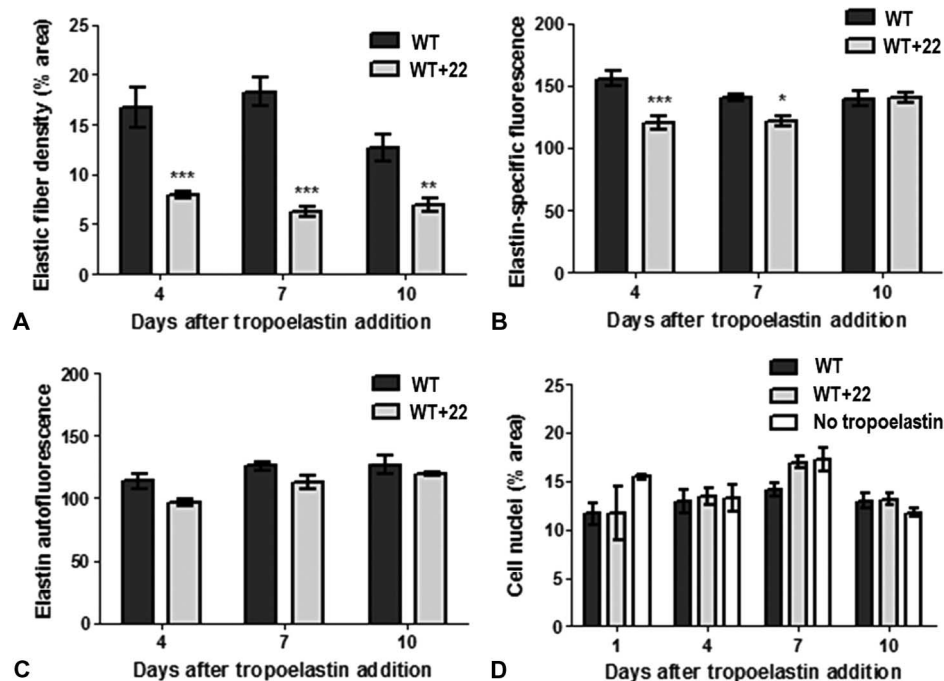 25
20
15
10
5
0
Elastic fiber density (% area)
WT
WT+22
***
***
**
4 7 10
Days after tropoelastin addition
A
200
150
100
50
0
Elastin-specific fluorescence
WT
WT+22
***
*
4 7 10
Days after tropoelastin addition
B
200
150
100
50
0
Elastin autofluorescence
WT
WT+22
4 7 10
Days after tropoelastin addition
C
25
20
15
10
5
0
Cell nuclei (% area)
WT
WT+22
No tropoelastin
1 4 7 10
Days after tropoelastin addition
D